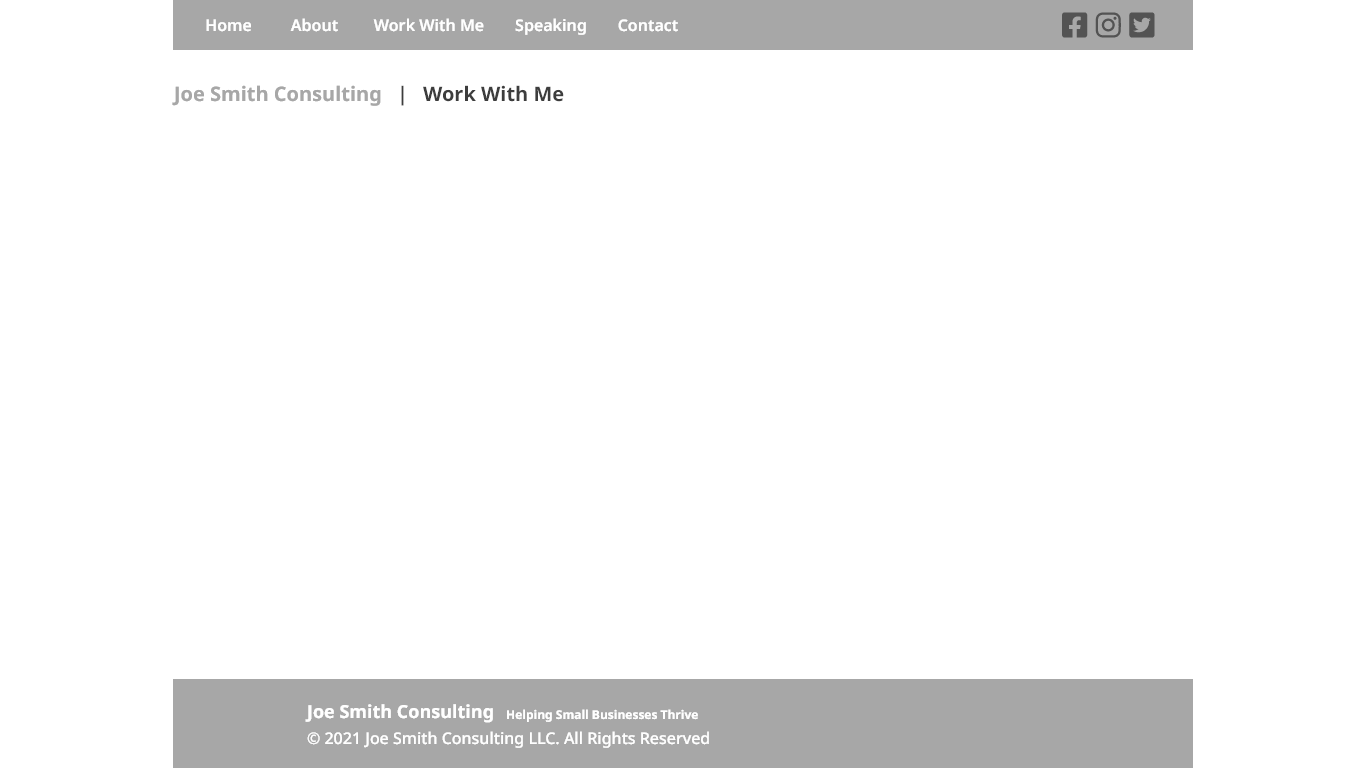 Home About Work With Me Speaking Contact
Joe Smith Consulting | Work With Me
Joe Smith Consulting Helping Small Businesses Thrive
© 2021 Joe Smith Consulting LLC. All Rights Reserved